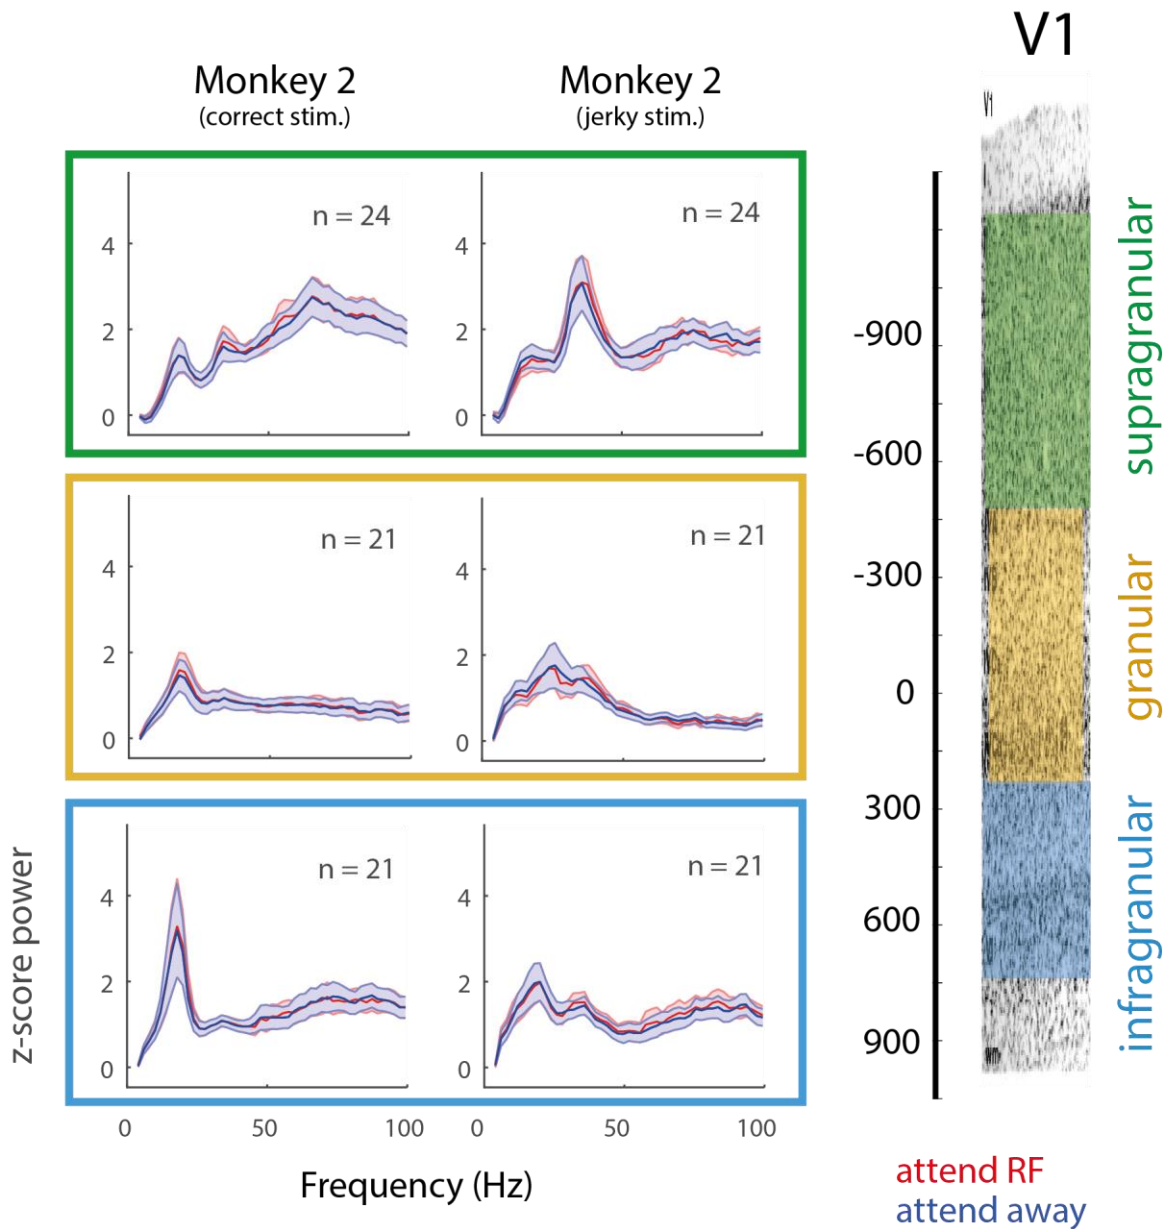 V1
Monkey 2
(correct stim.)
Monkey 2
(jerky stim.)
V1
n = 24
4
2
0
n = 24
4
2
0
n = 21
4
2
0
n = 21
4
2
0
z-score power
n = 21
4
2
0
n = 21
4
2
0
0
50
100
0
50
100
Frequency (Hz)
-900
-600
-300
0
300
600
900
supragranular
granular
infragranular
attend RF
attend away